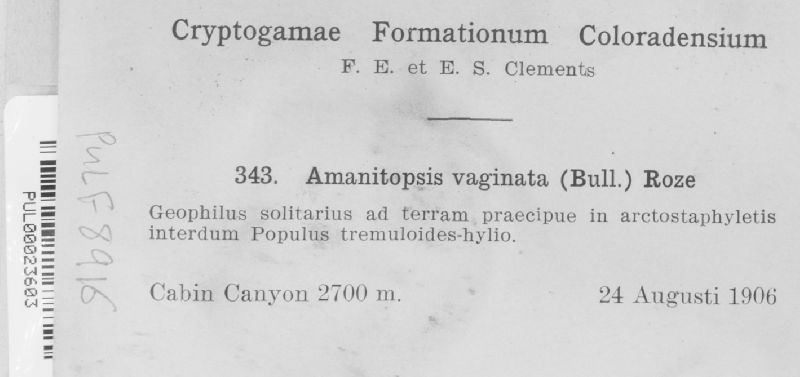 Cryptogamae Formationum Coloradensium
F. E. et E. S. Clements
343. Amanitopsis vaginata (Bull.) Roze
Geophilus solitarius ad terram praecipue in arctostaphyletis
interdum Populus tremuloides-hylio.
Cabin Canyon 2700 m. 24 Augusti 1906
PUL F8916
PUL00023603